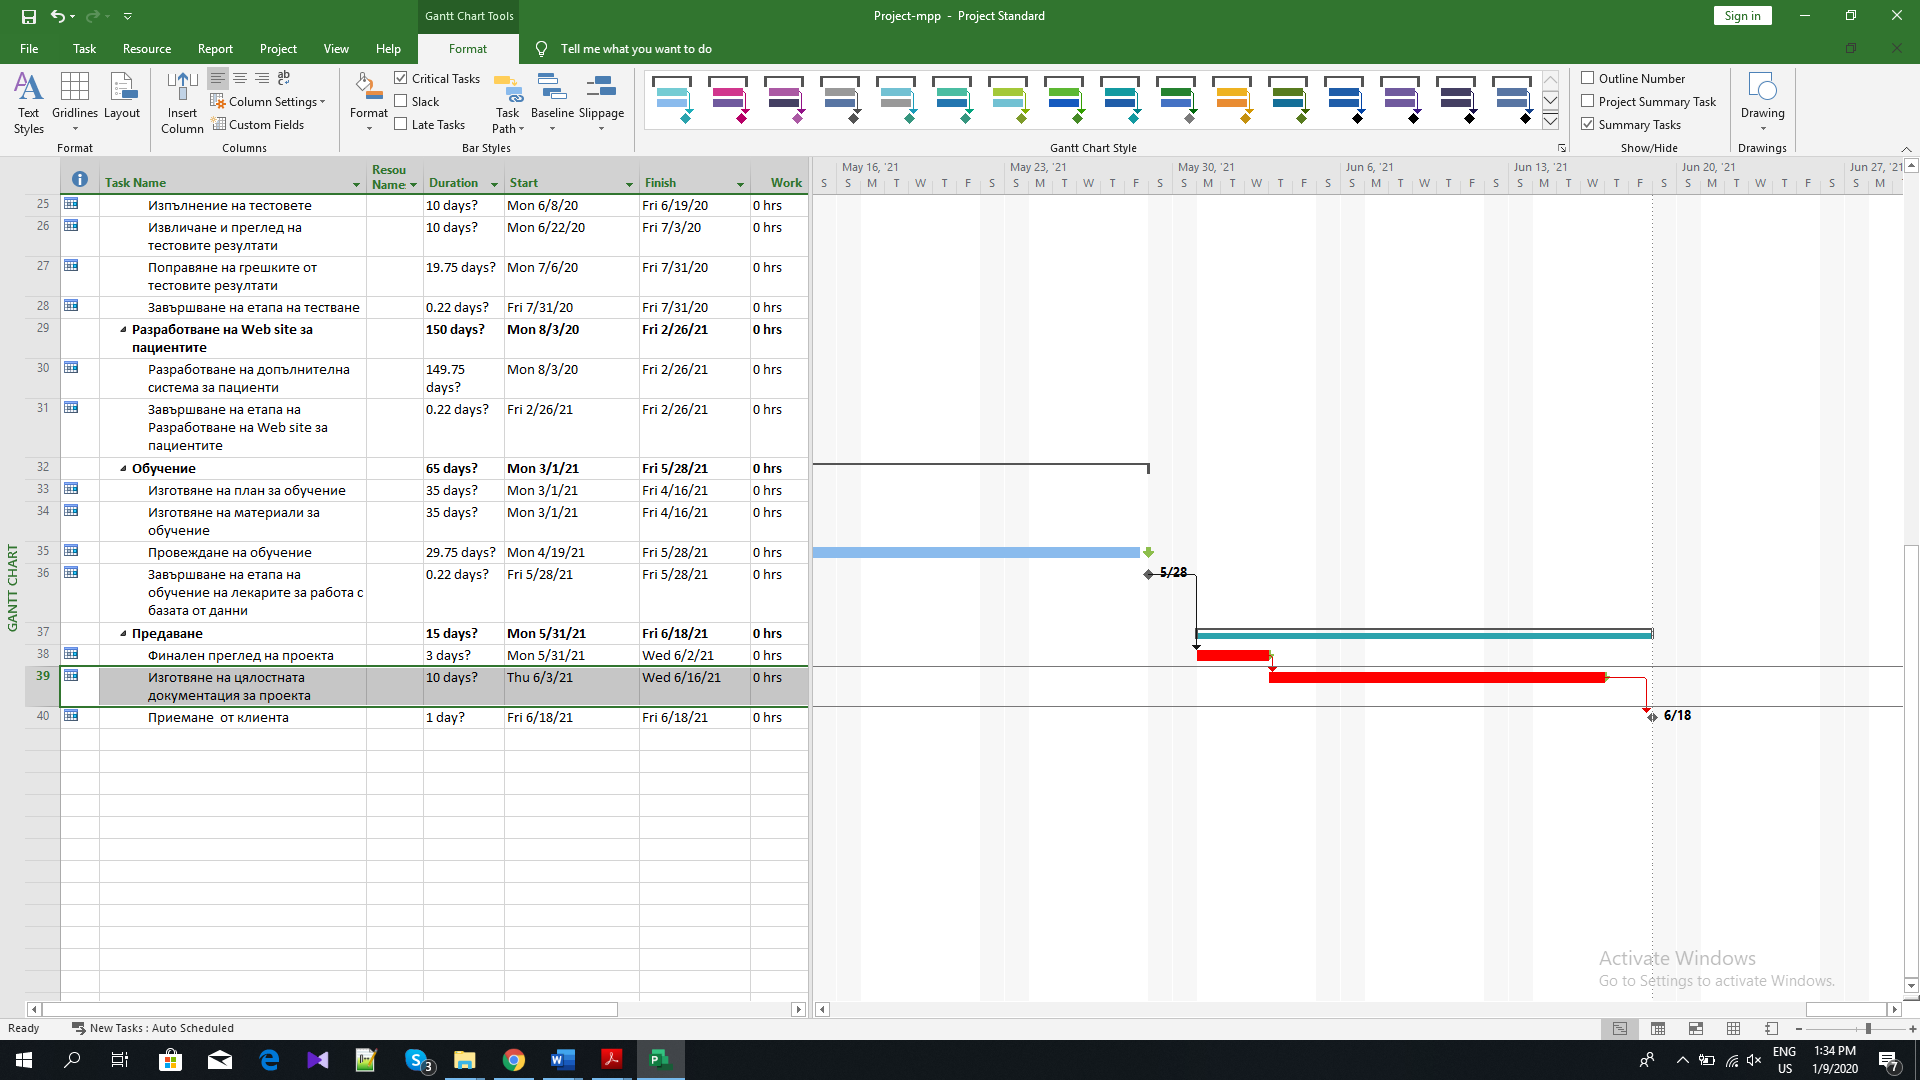 Gantt Chart Tools
Project-mpp - Project Standard
Sign in
File Task Resource Report Project View Help Format Tell me what you want to do
Text Styles
Gridlines
Layout
Format
Insert Column
Column Settings
Custom Fields
Columns
Format
Critical Tasks
Slack
Late Tasks
Task Path
Baseline
Slippage
Bar Styles
Gantt Chart Style
Outline Number
Project Summary Task
Summary Tasks
Show/Hide
Drawing
Drawings
GANTT CHART
Task Name Resou Name Duration Start Finish Work
May 16, '21 May 23, '21 May 30, '21 Jun 6, '21 Jun 13, '21 Jun 20, '21 Jun 27, '21
S S M T W T F S S M T W T F S S M T W T F S S M T W T F S S M T W T F S S M T W T F S S M
25 Изпълнение на тестовете 10 days? Mon 6/8/20 Fri 6/19/20 0 hrs
26 Извличане и преглед на 10 days? Mon 6/22/20 Fri 7/3/20 0 hrs
тестовите резултати
27 Поправяне на грешките от 19.75 days? Mon 7/6/20 Fri 7/31/20 0 hrs
тестовите резултати
28 Завършване на етапа на тестване 0.22 days? Fri 7/31/20 Fri 7/31/20 0 hrs
29 Разработване на Web site за 150 days? Mon 8/3/20 Fri 2/26/21 0 hrs
пациентите
30 Разработване на допълнителна 149.75 Mon 8/3/20 Fri 2/26/21 0 hrs
система за пациенти days?
31 Завършване на етапа на 0.22 days? Fri 2/26/21 Fri 2/26/21 0 hrs
Разработване на Web site за
пациентите
32 Обучение 65 days? Mon 3/1/21 Fri 5/28/21 0 hrs
33 Изготвяне на план за обучение 35 days? Mon 3/1/21 Fri 4/16/21 0 hrs
34 Изготвяне на материали за 35 days? Mon 3/1/21 Fri 4/16/21 0 hrs
обучение
35 Провеждане на обучение 29.75 days? Mon 4/19/21 Fri 5/28/21 0 hrs
36 Завършване на етапа на 0.22 days? Fri 5/28/21 Fri 5/28/21 0 hrs 5/28
обучение на лекарите за работа с
базата от данни
37 Предаване 15 days? Mon 5/31/21 Fri 6/18/21 0 hrs
38 Финален преглед на проекта 3 days? Mon 5/31/21 Wed 6/2/21 0 hrs
39 Изготвяне на цялостната 10 days? Thu 6/3/21 Wed 6/16/21 0 hrs
документация за проекта
40 Приемане от клиента 1 day? Fri 6/18/21 Fri 6/18/21 0 hrs 6/18
Activate Windows
Go to Settings to activate Windows.
Ready New Tasks : Auto Scheduled
3
ENG
US
1:34 PM
1/9/2020
7